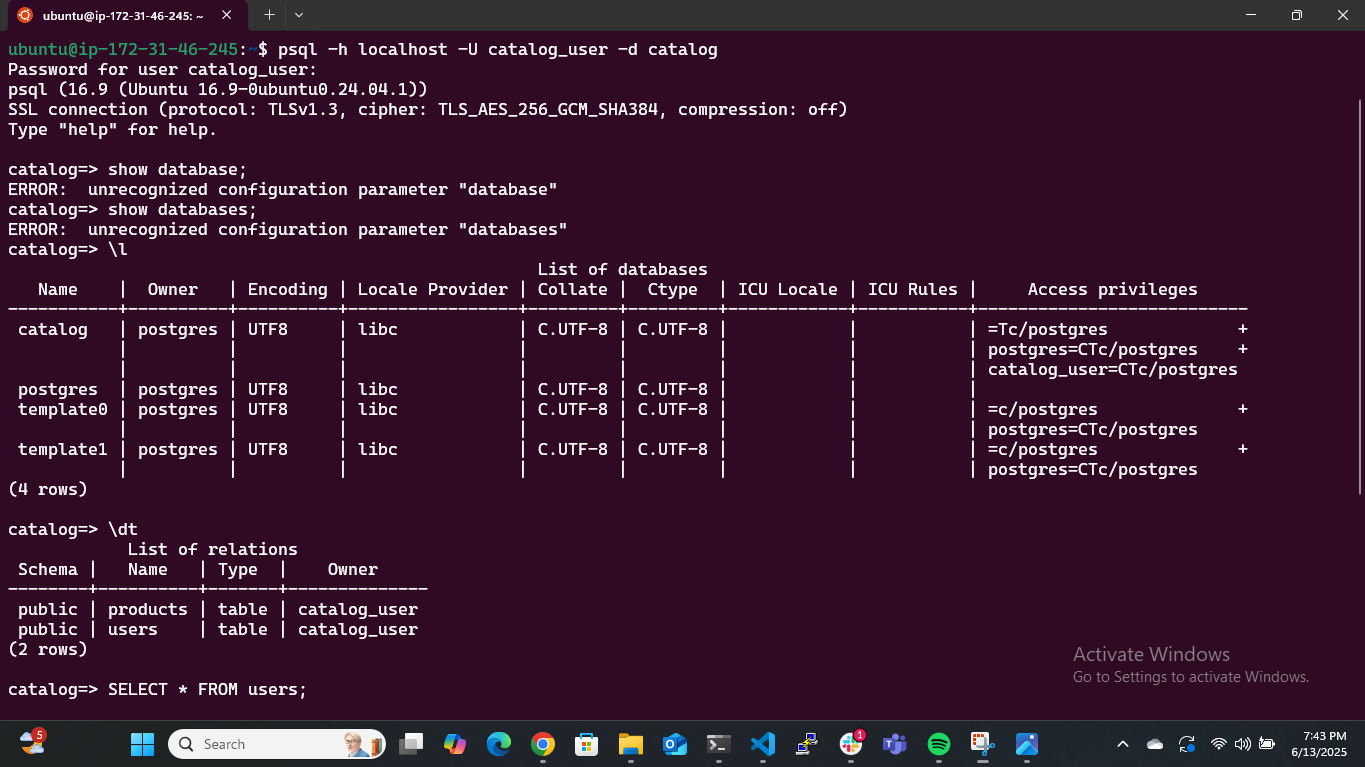 ubuntu@ip-172-31-46-245: ~
ubuntu@ip-172-31-46-245:~$ psql -h localhost -U catalog_user -d catalog
Password for user catalog_user:
psql (16.9 (Ubuntu 16.9-0ubuntu0.24.04.1))
SSL connection (protocol: TLSv1.3, cipher: TLS_AES_256_GCM_SHA384, compression: off)
Type "help" for help.
catalog=> show database;
ERROR:  unrecognized configuration parameter "database"
catalog=> show databases;
ERROR:  unrecognized configuration parameter "databases"
catalog=> \l
List of databases
Name | Owner | Encoding | Locale Provider | Collate | Ctype | ICU Locale | ICU Rules | Access privileges
-----------+----------+----------+-----------------+---------+---------+------------+-----------+---------------------------
catalog | postgres | UTF8 | libc | C.UTF-8 | C.UTF-8 | | | =Tc/postgres +
| | | | | | | | postgres=CTc/postgres +
| | | | | | | | catalog_user=CTc/postgres
postgres | postgres | UTF8 | libc | C.UTF-8 | C.UTF-8 | | |
template0 | postgres | UTF8 | libc | C.UTF-8 | C.UTF-8 | | | =c/postgres +
| | | | | | | | postgres=CTc/postgres
template1 | postgres | UTF8 | libc | C.UTF-8 | C.UTF-8 | | | =c/postgres +
| | | | | | | | postgres=CTc/postgres
(4 rows)
catalog=> \dt
List of relations
Schema | Name | Type | Owner
--------+----------+-------+--------------
public | products | table | catalog_user
public | users | table | catalog_user
(2 rows)
catalog=> SELECT * FROM users;
Activate Windows
Go to Settings to activate Windows.
5
Search
1
7:43 PM
6/13/2025